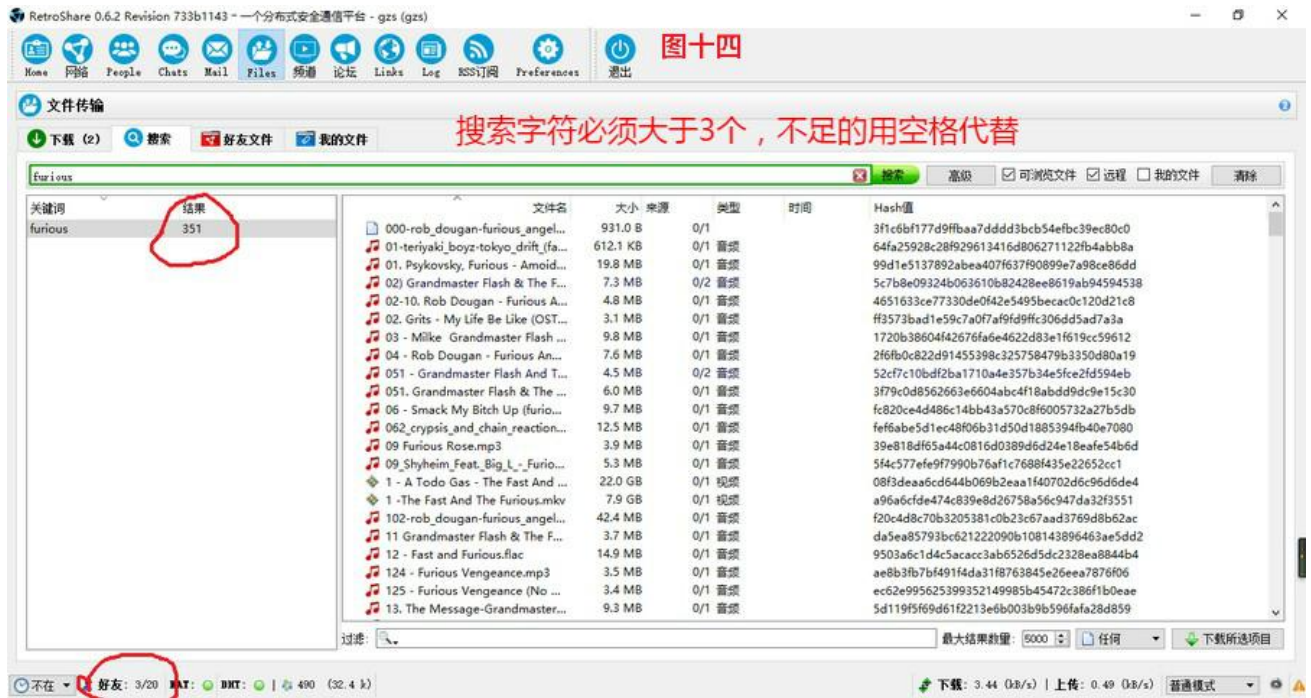 RetroShare 0.6.2 Revision 733b1143 - 一个分布式安全通信平台 - gzs (gzs)
图十四
Home 网络 People Chats Mail Files 频道 论坛 Links Log RSS订阅 Preferences 退出
文件传输
下载 (2) 搜索 好友文件 我的文件
搜索字符必须大于3个，不足的用空格代替
furious 搜索 高级 可浏览文件 远程 我的文件 清除
关键词 结果 文件名 大小 来源 类型 时间 Hash值
furious 351
000-rob_dougan-furious_angel... 931.0 B 0/1 3f1c6bf177d9ffbaa7dddd3bcb54efbc39ec80c0
01-teriyaki_boyz-tokyo_drift_(fa... 612.1 KB 0/1 音频 64fa25928c28f929613416d806271122fb4abb8a
01. Psykovsky, Furious - Amoid... 19.8 MB 0/1 音频 99d1e5137892abea407f637f90899e7a98ce86dd
02) Grandmaster Flash & The F... 7.3 MB 0/2 音频 5c7b8e09324b063610b82428ee8619ab94594538
02-10. Rob Dougan - Furious A... 4.8 MB 0/1 音频 4651633ce77330de0f42e5495becac0c120d21c8
02. Grits - My Life Be Like (OST... 3.1 MB 0/1 音频 ff3573bad1e59c7a0f7af9fd9ffc306dd5ad7a3a
03 - Milke  Grandmaster Flash ... 9.8 MB 0/1 音频 1720b38604f42676fa6e4622d83e1f619cc59612
04 - Rob Dougan - Furious An... 7.6 MB 0/1 音频 2f6fb0c822d91455398c325758479b3350d80a19
051 - Grandmaster Flash And T... 4.5 MB 0/2 音频 52cf7c10bdf2ba1710a4e357b34e5fce2fd594eb
051. Grandmaster Flash & The ... 6.0 MB 0/1 音频 3f79c0d8562663e6604abc4f18abdd9dc9e15c30
06 - Smack My Bitch Up (furio... 9.7 MB 0/1 音频 fc820ce4d486c14bb43a570c8f6005732a27b5db
062_crypsis_and_chain_reaction... 12.5 MB 0/1 音频 fef6abe5d1ec48f06b31d50d1885394fb40e7080
09 Furious Rose.mp3 3.9 MB 0/1 音频 39e818df65a44c0816d0389d6d24e18eafe54b6d
09_Shyheim_Feat._Big_L_-_Furio... 5.3 MB 0/1 音频 5f4c577efe9f7990b76af1c7688f435e22652cc1
1 - A Todo Gas - The Fast And ... 22.0 GB 0/1 视频 08f3deaa6cd644b069b2eaa1f40702d6c96d6de4
1 -The Fast And The Furious.mkv 7.9 GB 0/1 视频 a96a6cfde474c839e8d26758a56c947da32f3551
102-rob_dougan-furious_angel... 42.4 MB 0/1 音频 f20c4d8c70b3205381c0b23c67aad3769d8b62ac
11 Grandmaster Flash & The F... 3.7 MB 0/1 音频 da5ea85793bc621222090b108143896463ae5dd2
12 - Fast and Furious.flac 14.9 MB 0/1 音频 9503a6c1d4c5acacc3ab6526d5dc2328ea8844b4
124 - Furious Vengeance.mp3 3.5 MB 0/1 音频 ae8b3fb7bf491f4da31f8763845e26eea7876f06
125 - Furious Vengeance (No ... 3.4 MB 0/1 音频 ec62e995625399352149985b45472c386f1b0eae
13. The Message-Grandmaster... 9.3 MB 0/1 音频 5d119f5f69d61f2213e6b003b9b596fafa28d859
过滤: 最大结果数量: 5000 任何 下载所选项目
不在 好友: 3/20 NAT: DHT: | 490 (32.4 k) 下载: 3.44 (kB/s) | 上传: 0.49 (kB/s) 普通模式